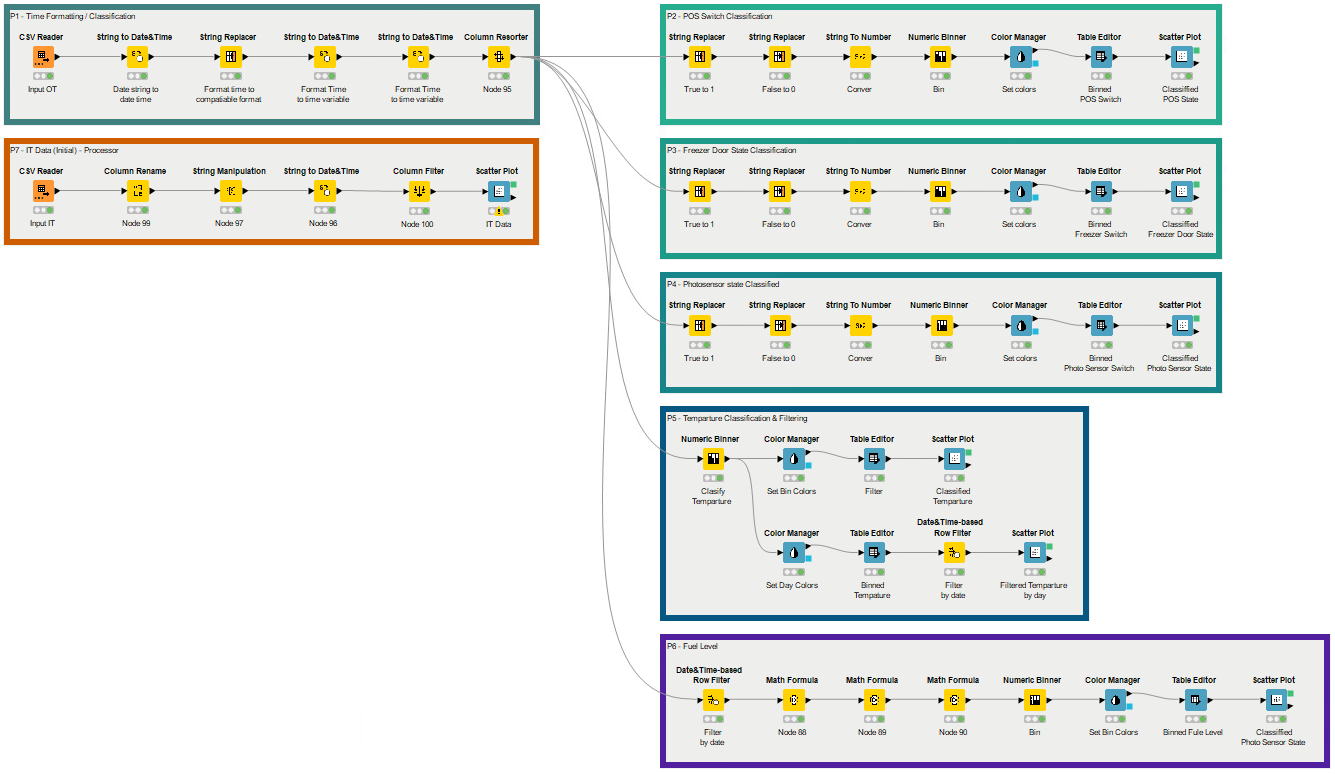 P1 - Time Formatting / Classification
CSV Reader
String to Date&Time
String Replacer
String to Date&Time
String to Date&Time
Column Resorter
Input OT
Date string to
date time
Format time to
compatiable format
Format Time
to time variable
Format Time
to time variable
Node 95
P7 - IT Data (Initial) - Processor
CSV Reader
Column Rename
String Manipulation
String to Date&Time
Column Filter
Scatter Plot
Input IT
Node 99
Node 97
Node 96
Node 100
IT Data
P2 - POS Switch Classification
String Replacer
String Replacer
String To Number
Numeric Binner
Color Manager
Table Editor
Scatter Plot
True to 1
False to 0
Conver
Bin
Set colors
Binned
POS Switch
Classiffied
POS State
P3 - Freezer Door State Classification
String Replacer
String Replacer
String To Number
Numeric Binner
Color Manager
Table Editor
Scatter Plot
True to 1
False to 0
Conver
Bin
Set colors
Binned
Freezer Switch
Classiffied
Freezer Door State
P4 - Photosensor state Classified
String Replacer
String Replacer
String To Number
Numeric Binner
Color Manager
Table Editor
Scatter Plot
True to 1
False to 0
Conver
Bin
Set colors
Binned
Photo Sensor Switch
Classiffied
Photo Sensor State
P5 - Temparture Classification & Filtering
Numeric Binner
Color Manager
Table Editor
Scatter Plot
Clasify
Temparture
Set Bin Colors
Filter
Classified
Temparture
Color Manager
Table Editor
Date&Time-based
Row Filter
Scatter Plot
Set Day Colors
Binned
Tempature
Filter
by date
Filtered Temparture
by day
P6 - Fuel Level
Date&Time-based
Row Filter
Math Formula
Math Formula
Math Formula
Numeric Binner
Color Manager
Table Editor
Scatter Plot
Filter
by date
Node 88
Node 89
Node 90
Bin
Set Bin Colors
Binned Fule Level
Classiffied
Photo Sensor State